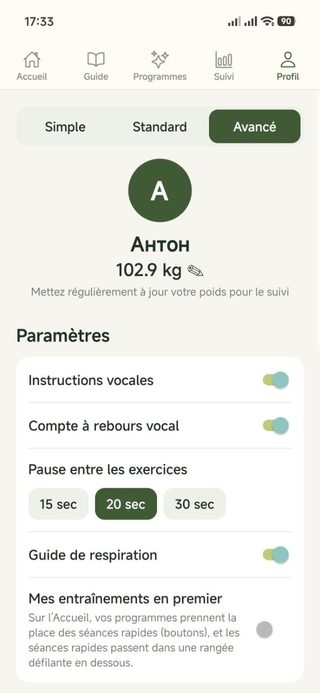 17:33
90
Accueil
Guide
Programmes
Suivi
Profil
Simple
Standard
Avancé
А
Антон
102.9 kg
Mettez régulièrement à jour votre poids pour le suivi
Paramètres
Instructions vocales
Compte à rebours vocal
Pause entre les exercices
15 sec
20 sec
30 sec
Guide de respiration
Mes entraînements en premier
Sur l'Accueil, vos programmes prennent la
place des séances rapides (boutons), et les
séances rapides passent dans une rangée
défilante en dessous.